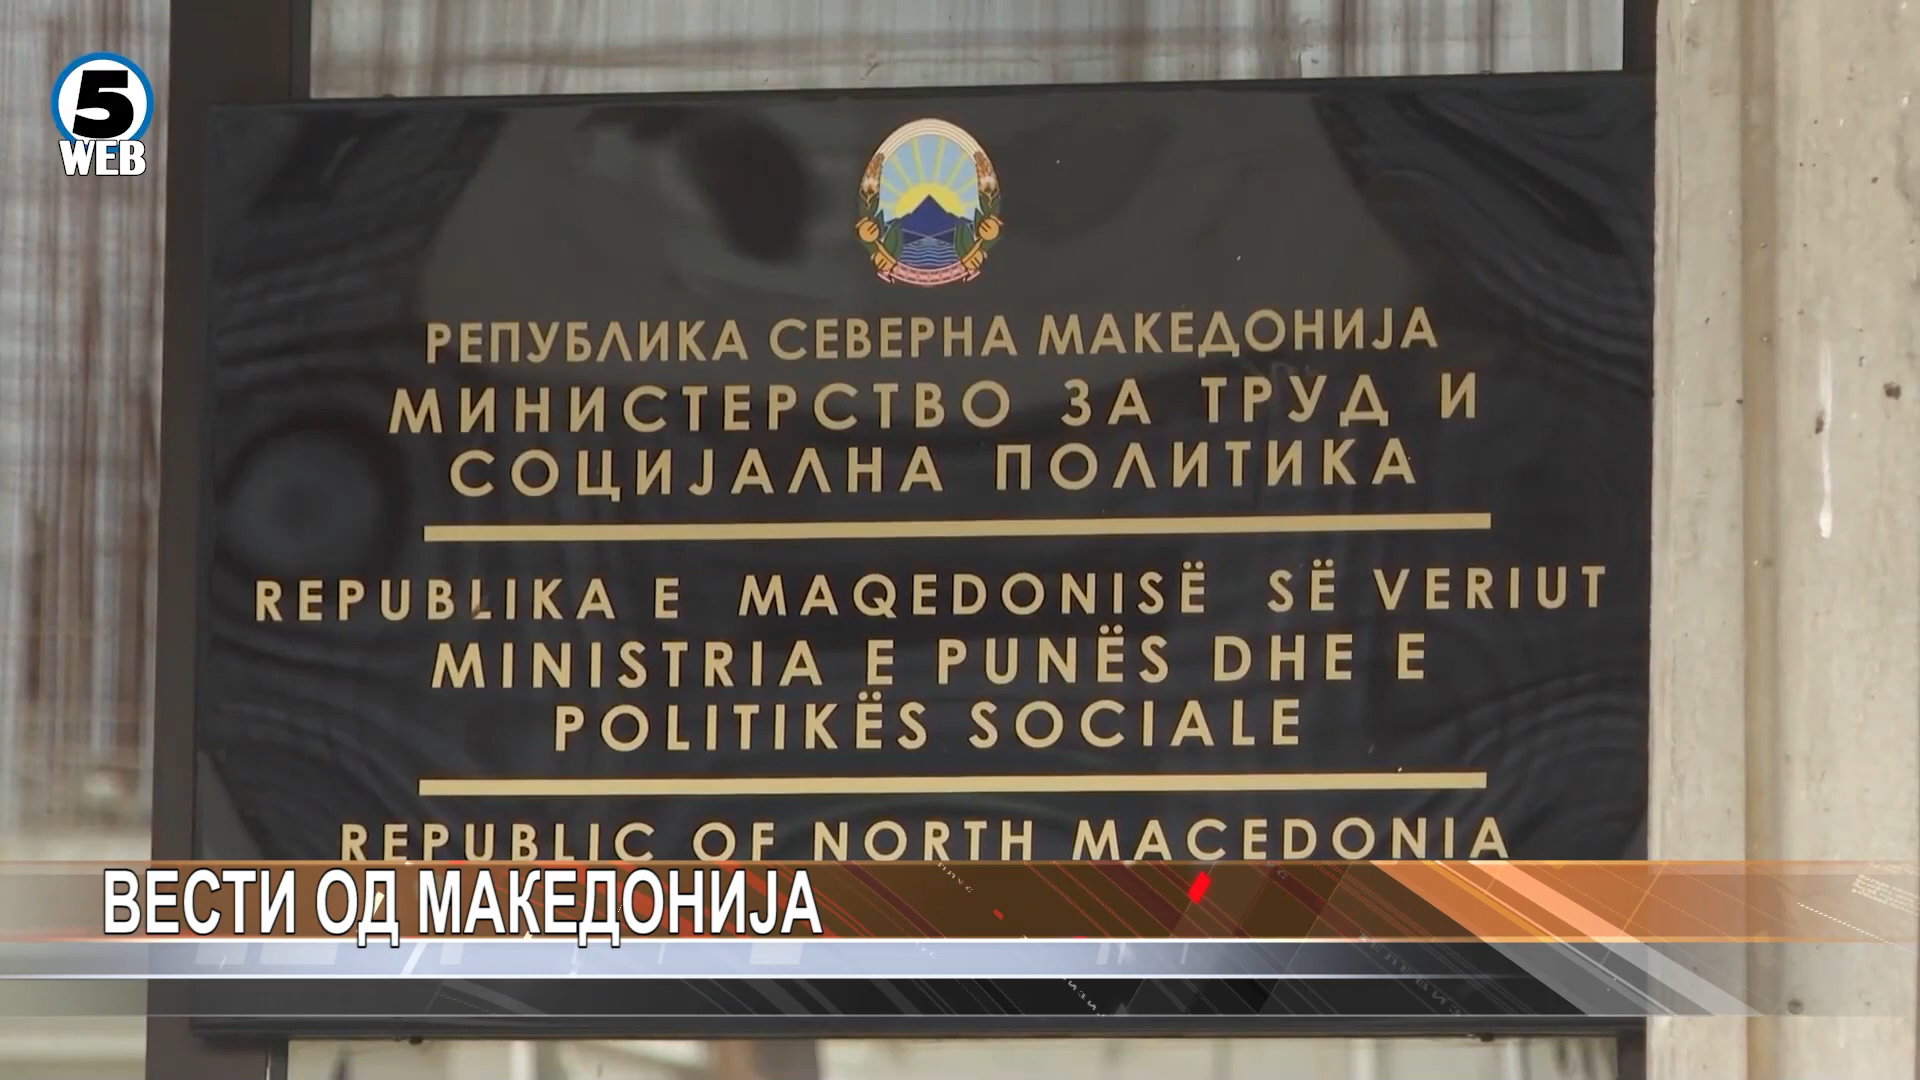 5
WEB
РЕПУБЛИКА СЕВЕРНА МАКЕДОНИЈА
МИНИСТЕРСТВО ЗА ТРУД И
СОЦИЈАЛНА ПОЛИТИКА
REPUBLIKA E MAQEDONISË SË VERIUT
MINISTRIA E PUNËS DHE E
POLITIKËS SOCIALE
REPUBLIC OF NORTH MACEDONIA
ВЕСТИ ОД МАКЕДОНИЈА